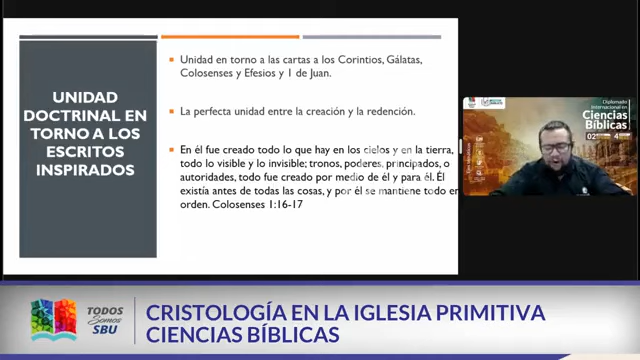 UNIDAD
DOCTRINAL EN
TORNO A LOS
ESCRITOS
INSPIRADOS
Unidad en torno a las cartas a los Corintios, Gálatas,
Colosenses y Efesios y 1 de Juan.
La perfecta unidad entre la creación y la redención.
En él fue creado todo lo que hay en los cielos y en la tierra,
todo lo visible y lo invisible; tronos, poderes, principados, o
autoridades, todo fue creado por medio de él y para él. Él
existía antes de todas las cosas, y por él se mantiene todo en
orden. Colosenses 1:16-17
Diplomado
Internacional en
Ciencias
Bíblicas
TODOS
Somos
SBU
CRISTOLOGÍA EN LA IGLESIA PRIMITIVA
CIENCIAS BÍBLICAS